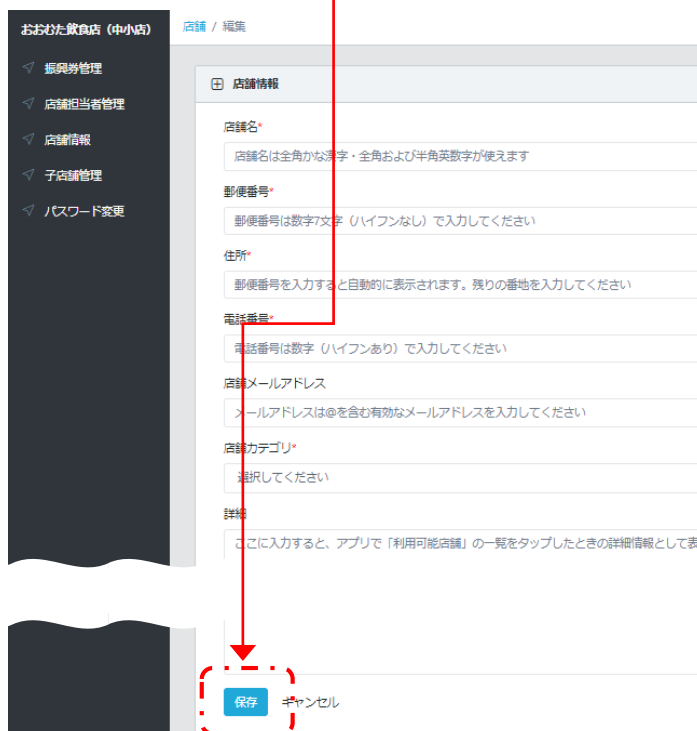 おおむた飲食店（中小店）
振興券管理
店舗担当者管理
店舗情報
子店舗管理
パスワード変更
店舗 / 編集
店舗情報
店舗名*
店舗名は全角かな漢字・全角および半角英数字が使えます
郵便番号*
郵便番号は数字7文字（ハイフンなし）で入力してください
住所*
郵便番号を入力すると自動的に表示されます。残りの番地を入力してください
電話番号*
電話番号は数字（ハイフンあり）で入力してください
店舗メールアドレス
メールアドレスは@を含む有効なメールアドレスを入力してください
店舗カテゴリ*
選択してください
詳細
ここに入力すると、アプリで「利用可能店舗」の一覧をタップしたときの詳細情報として表
保存 キャンセル